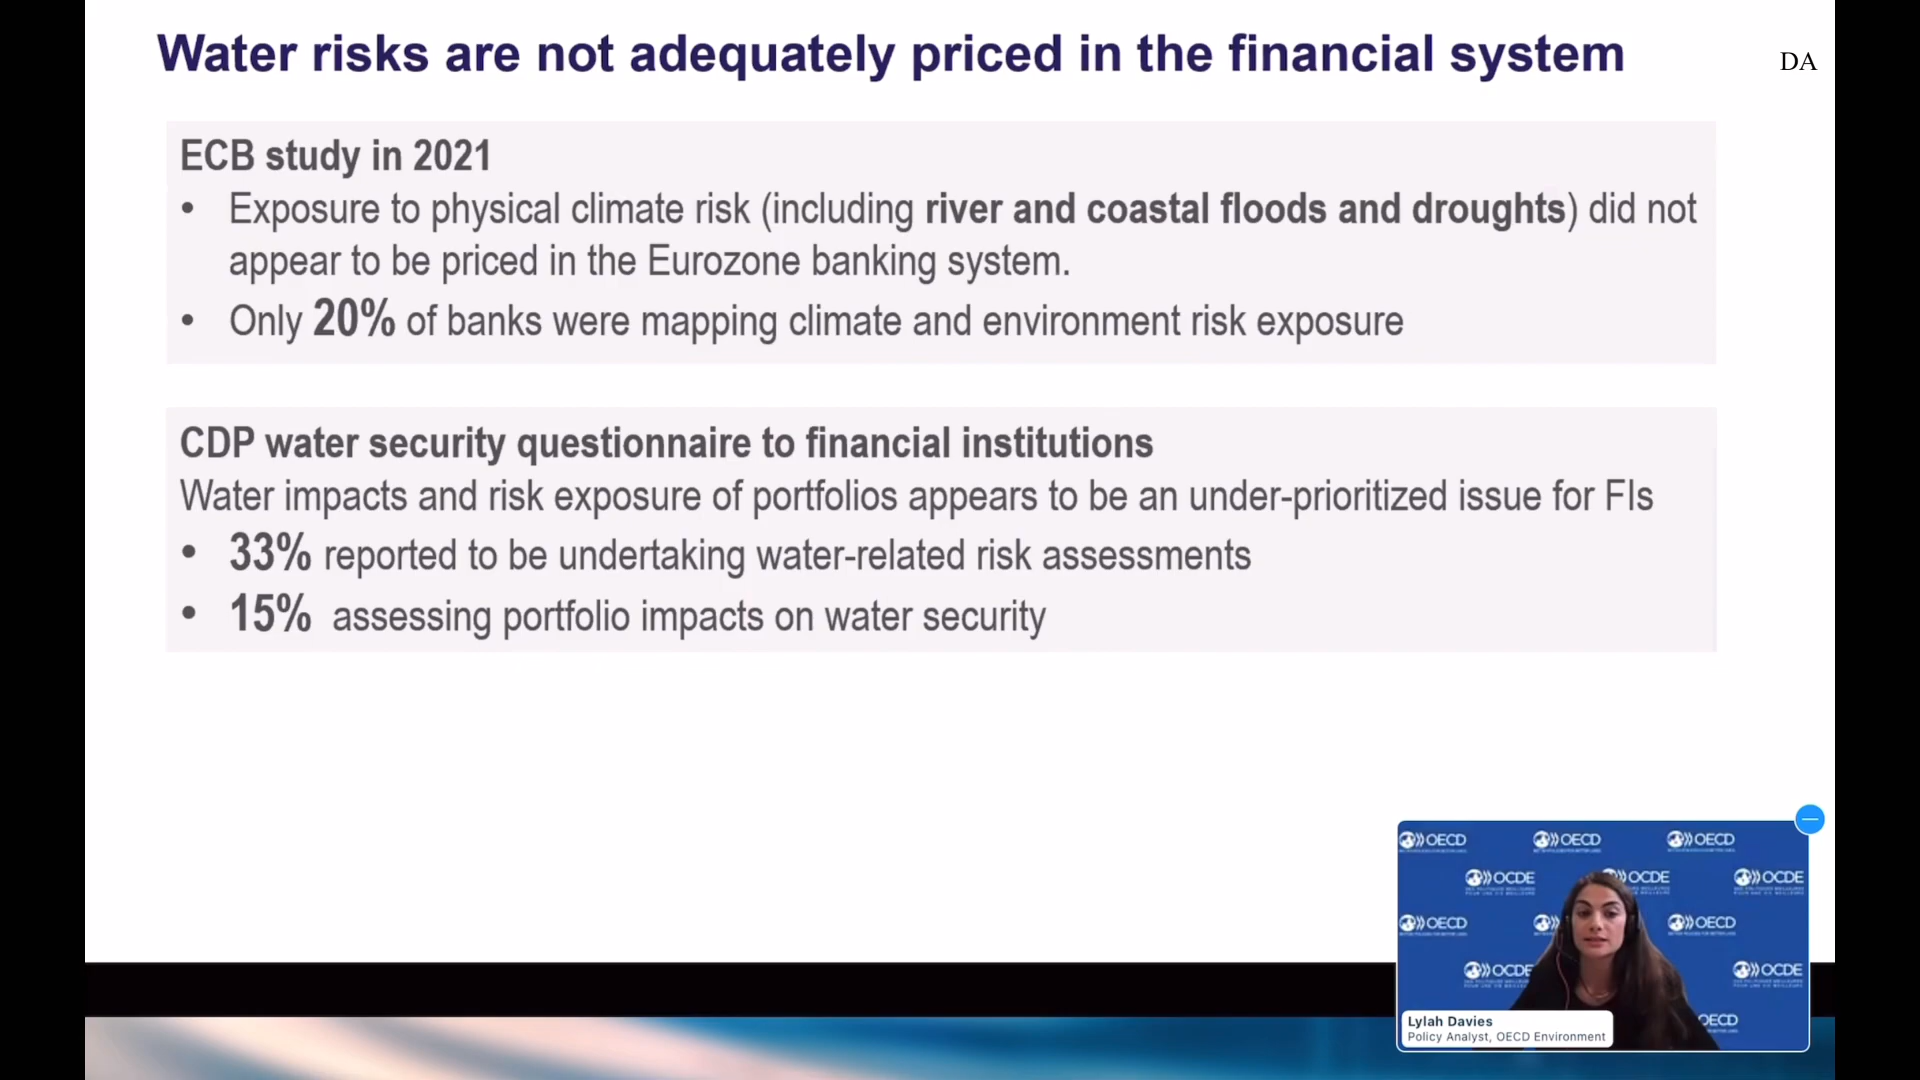 Water risks are not adequately priced in the financial system
DA
ECB study in 2021
• Exposure to physical climate risk (including river and coastal floods and droughts) did not
appear to be priced in the Eurozone banking system.
• Only 20% of banks were mapping climate and environment risk exposure
CDP water security questionnaire to financial institutions
Water impacts and risk exposure of portfolios appears to be an under-prioritized issue for FIs
• 33% reported to be undertaking water-related risk assessments
• 15% assessing portfolio impacts on water security
OECD OECD OECD
OCDE OCDE OCDE
OECD OECD
OCDE OCDE
OECD
Lylah Davies
Policy Analyst, OECD Environment